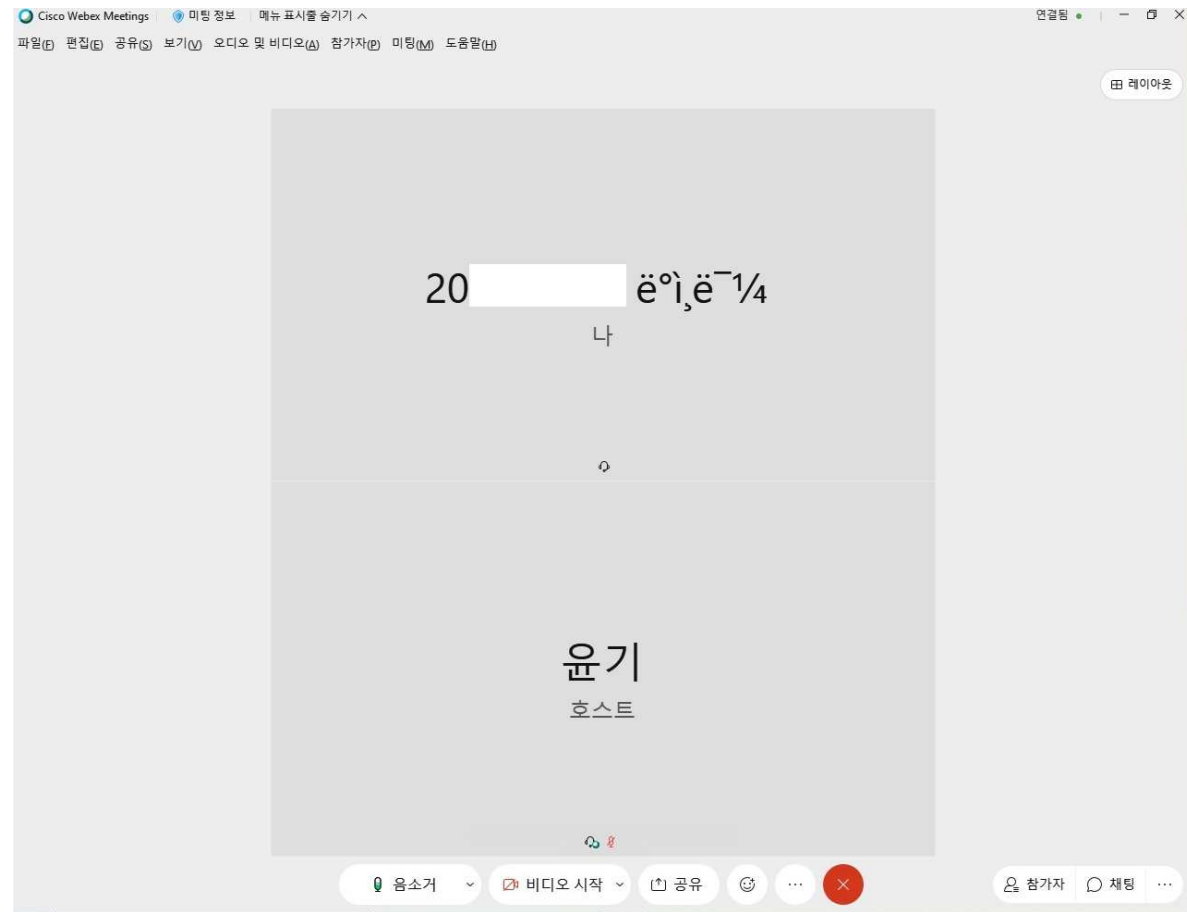 Cisco Webex Meetings 미팅 정보 메뉴 표시줄 숨기기 연결됨
파일(F) 편집(E) 공유(S) 보기(V) 오디오 및 비디오(A) 참가자(P) 미팅(M) 도움말(H)
레이아웃
20 ë°ì¸ë¯¼
나
윤기
호스트
음소거 비디오 시작 공유 참가자 채팅